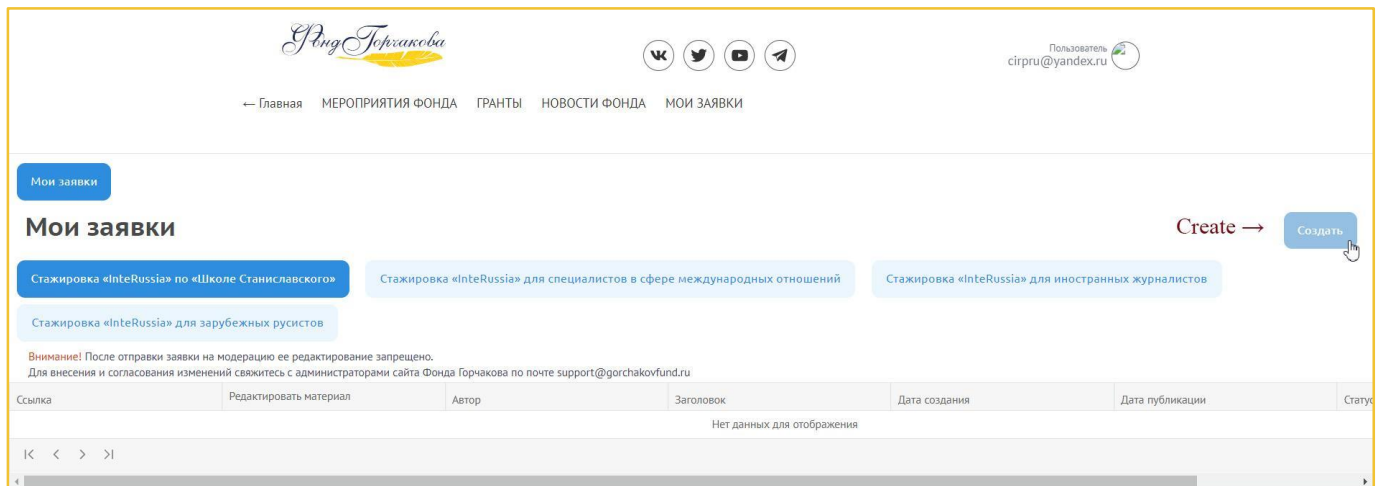 Фонд Горчакова
Пользователь
cirpru@yandex.ru
← Главная МЕРОПРИЯТИЯ ФОНДА ГРАНТЫ НОВОСТИ ФОНДА МОИ ЗАЯВКИ
Мои заявки
Мои заявки
Create → Создать
Стажировка «InteRussia» по «Школе Станиславского» Стажировка «InteRussia» для специалистов в сфере международных отношений Стажировка «InteRussia» для иностранных журналистов
Стажировка «InteRussia» для зарубежных русистов
Внимание! После отправки заявки на модерацию ее редактирование запрещено.
Для внесения и согласования изменений свяжитесь с администраторами сайта Фонда Горчакова по почте support@gorchakovfund.ru
Ссылка Редактировать материал Автор Заголовок Дата создания Дата публикации Статус
Нет данных для отображения